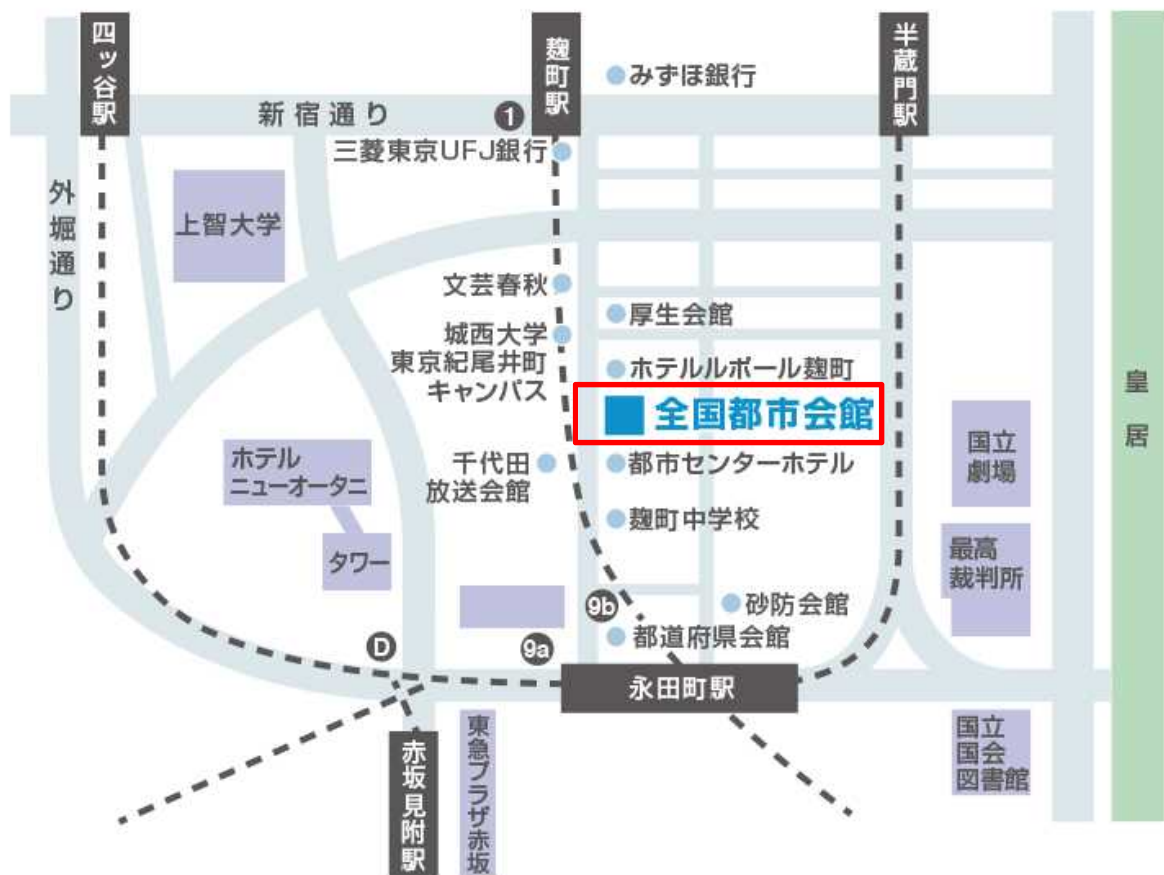 四ッ谷駅
麹町駅
半蔵門駅
みずほ銀行
新宿通り
1
三菱東京UFJ銀行
外堀通り
上智大学
文芸春秋
厚生会館
城西大学
東京紀尾井町
キャンパス
ホテルルポール麹町
皇居
全国都市会館
国立
劇場
ホテル
ニューオータニ
千代田
放送会館
都市センターホテル
麹町中学校
最高
裁判所
タワー
9b
砂防会館
都道府県会館
D
9a
永田町駅
赤坂見附駅
東急プラザ赤坂
国立
国会
図書館